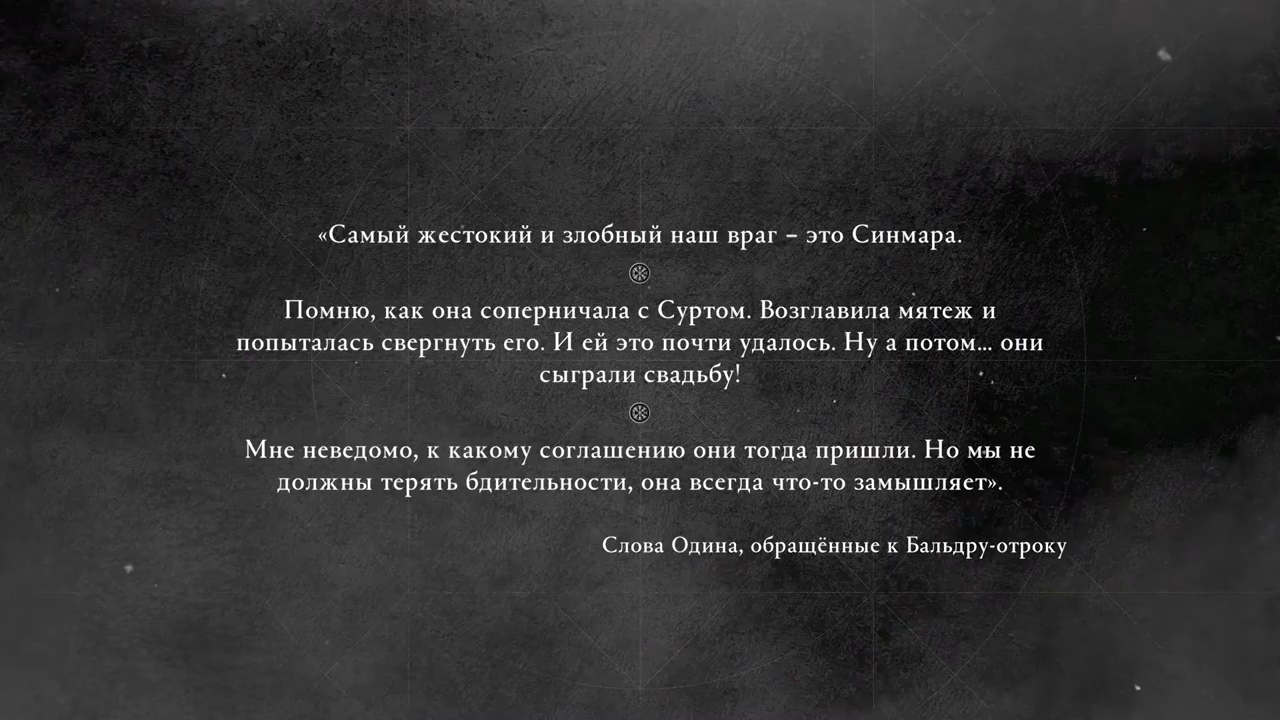 «Самый жестокий и злобный наш враг – это Синмара.
Помню, как она соперничала с Суртом. Возглавила мятеж и
попыталась свергнуть его. И ей это почти удалось. Ну а потом... они
сыграли свадьбу!
Мне неведомо, к какому соглашению они тогда пришли. Но мы не
должны терять бдительности, она всегда что-то замышляет».
Слова Одина, обращённые к Бальдру-отроку